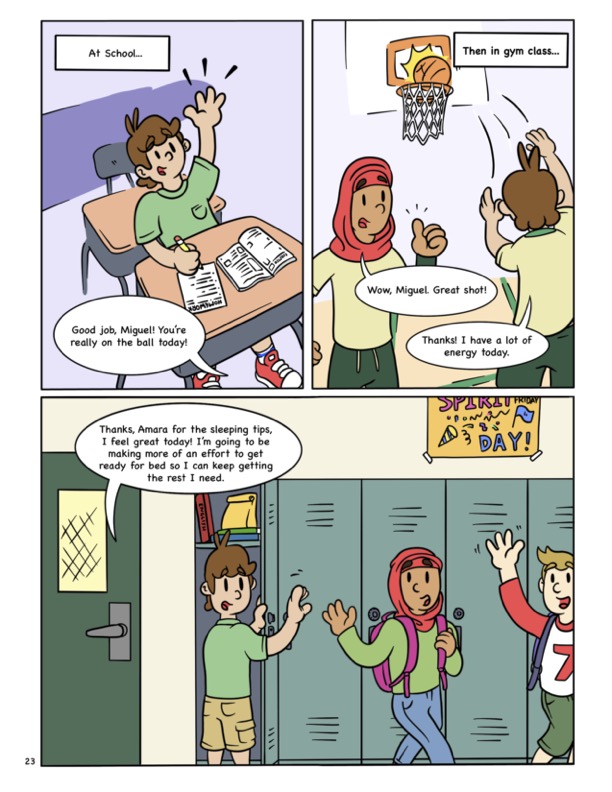 At School...
HOMEWORK
Good job, Miguel! You're
really on the ball today!
Then in gym class...
Wow, Miguel. Great shot!
Thanks! I have a lot of
energy today.
Thanks, Amara for the sleeping tips,
I feel great today! I'm going to be
making more of an effort to get
ready for bed so I can keep getting
the rest I need.
SPIRIT
FRIDAY
DAY!
7
23